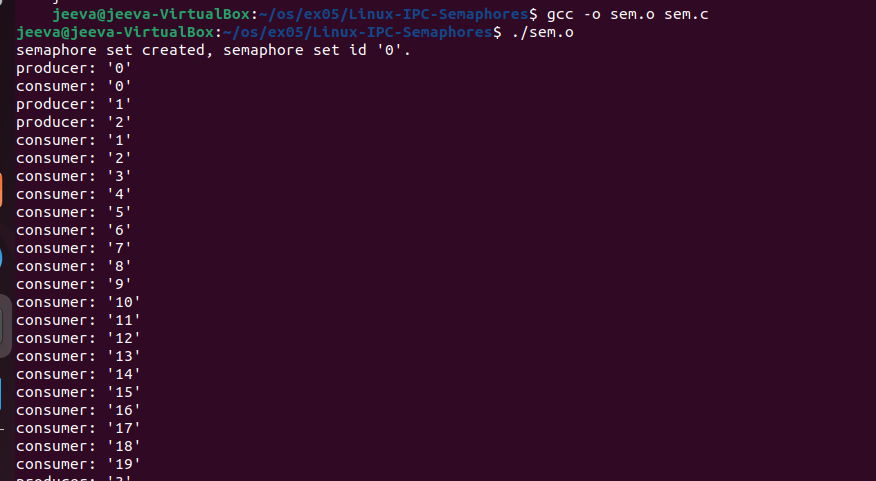 jeeva@jeeva-VirtualBox:~/os/ex05/Linux-IPC-Semaphores$ gcc -o sem.o sem.c
jeeva@jeeva-VirtualBox:~/os/ex05/Linux-IPC-Semaphores$ ./sem.o
semaphore set created, semaphore set id '0'.
producer: '0'
consumer: '0'
producer: '1'
producer: '2'
consumer: '1'
consumer: '2'
consumer: '3'
consumer: '4'
consumer: '5'
consumer: '6'
consumer: '7'
consumer: '8'
consumer: '9'
consumer: '10'
consumer: '11'
consumer: '12'
consumer: '13'
consumer: '14'
consumer: '15'
consumer: '16'
consumer: '17'
consumer: '18'
consumer: '19'
producer: '3'